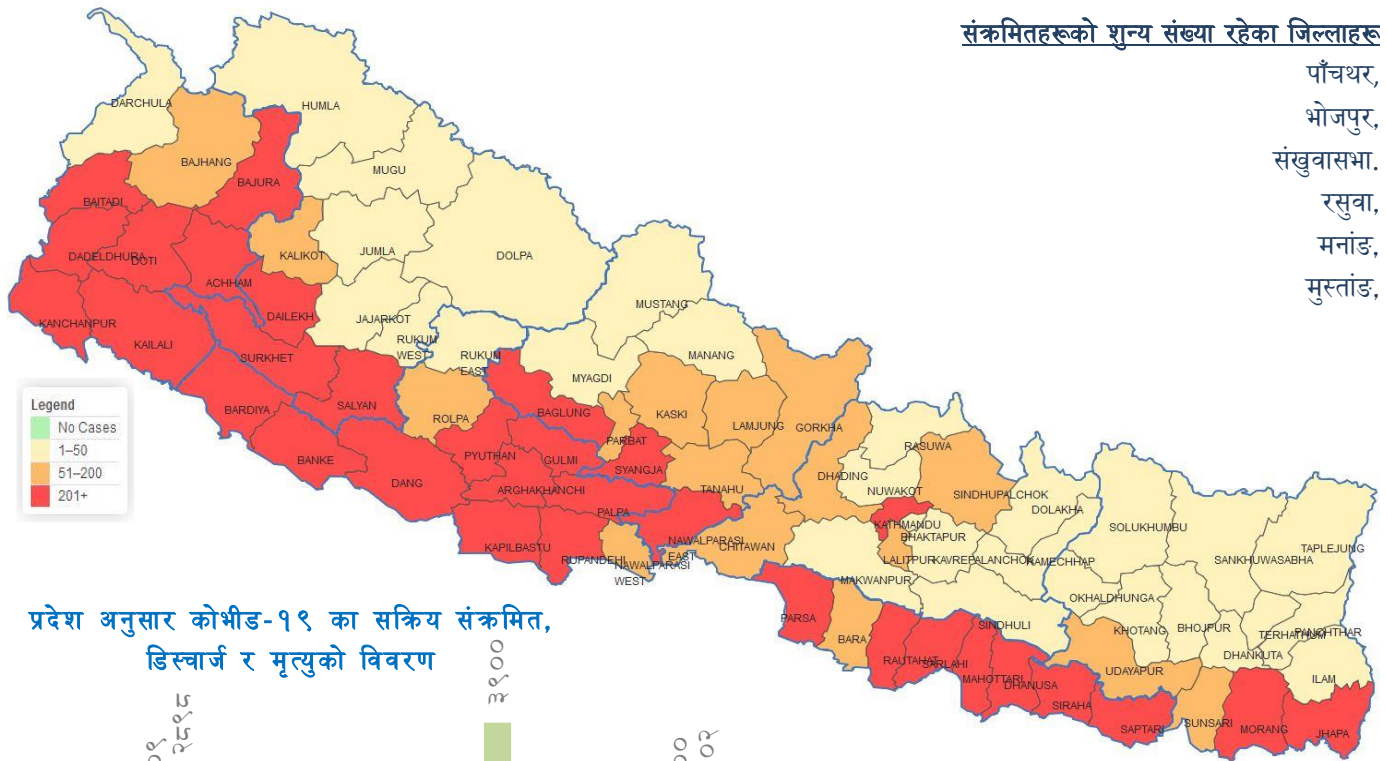 संक्रमितहरूको शुन्य संख्या रहेका जिल्लाहरू
पाँचथर,
भोजपुर,
संखुवासभा.
रसुवा,
मनांङ,
मुस्तांङ,
DARCHULA
HUMLA
BAJHANG
BAJURA
MUGU
BAITADI
DADELDHURA
DOTI
ACHHAM
KALIKOT
JUMLA
DOLPA
KANCHANPUR
KAILALI
DAILEKH
JAJARKOT
RUKUM
WEST
RUKUM
EAST
MUSTANG
MANANG
SURKHET
MYAGDI
Legend
No Cases
1–50
51–200
201+
BARDIYA
SALYAN
ROLPA
BAGLUNG
PARBAT
KASKI
LAMJUNG
GORKHA
BANKE
DANG
PYUTHAN
GULMI
SYANGJA
ARGHAKHANCHI
TANAHU
DHADING
RASUWA
NUWAKOT
SINDHUPALCHOK
DOLAKHA
PALPA
KAPILBASTU
RUPANDEHI
NAWALPARASI
EAST
NAWALPARASI
WEST
CHITAWAN
KATHMANDU
BHAKTAPUR
LALITPUR
KAVREPALANCHOK
RAMECHHAP
MAKWANPUR
SOLUKHUMBU
SANKHUWASABHA
TAPLEJUNG
OKHALDHUNGA
KHOTANG
BHOJPUR
TERHATHUM
PANCHTHAR
DHANKUTA
ILAM
PARSA
BARA
SINDHULI
RAUTAHAT
SARLAHI
MAHOTTARI
DHANUSA
SIRAHA
SAPTARI
UDAYAPUR
SUNSARI
MORANG
JHAPA
प्रदेश अनुसार कोभीड-१९ का सक्रिय संक्रमित,
डिस्चार्ज र मृत्युको विवरण
२८९८
३९००